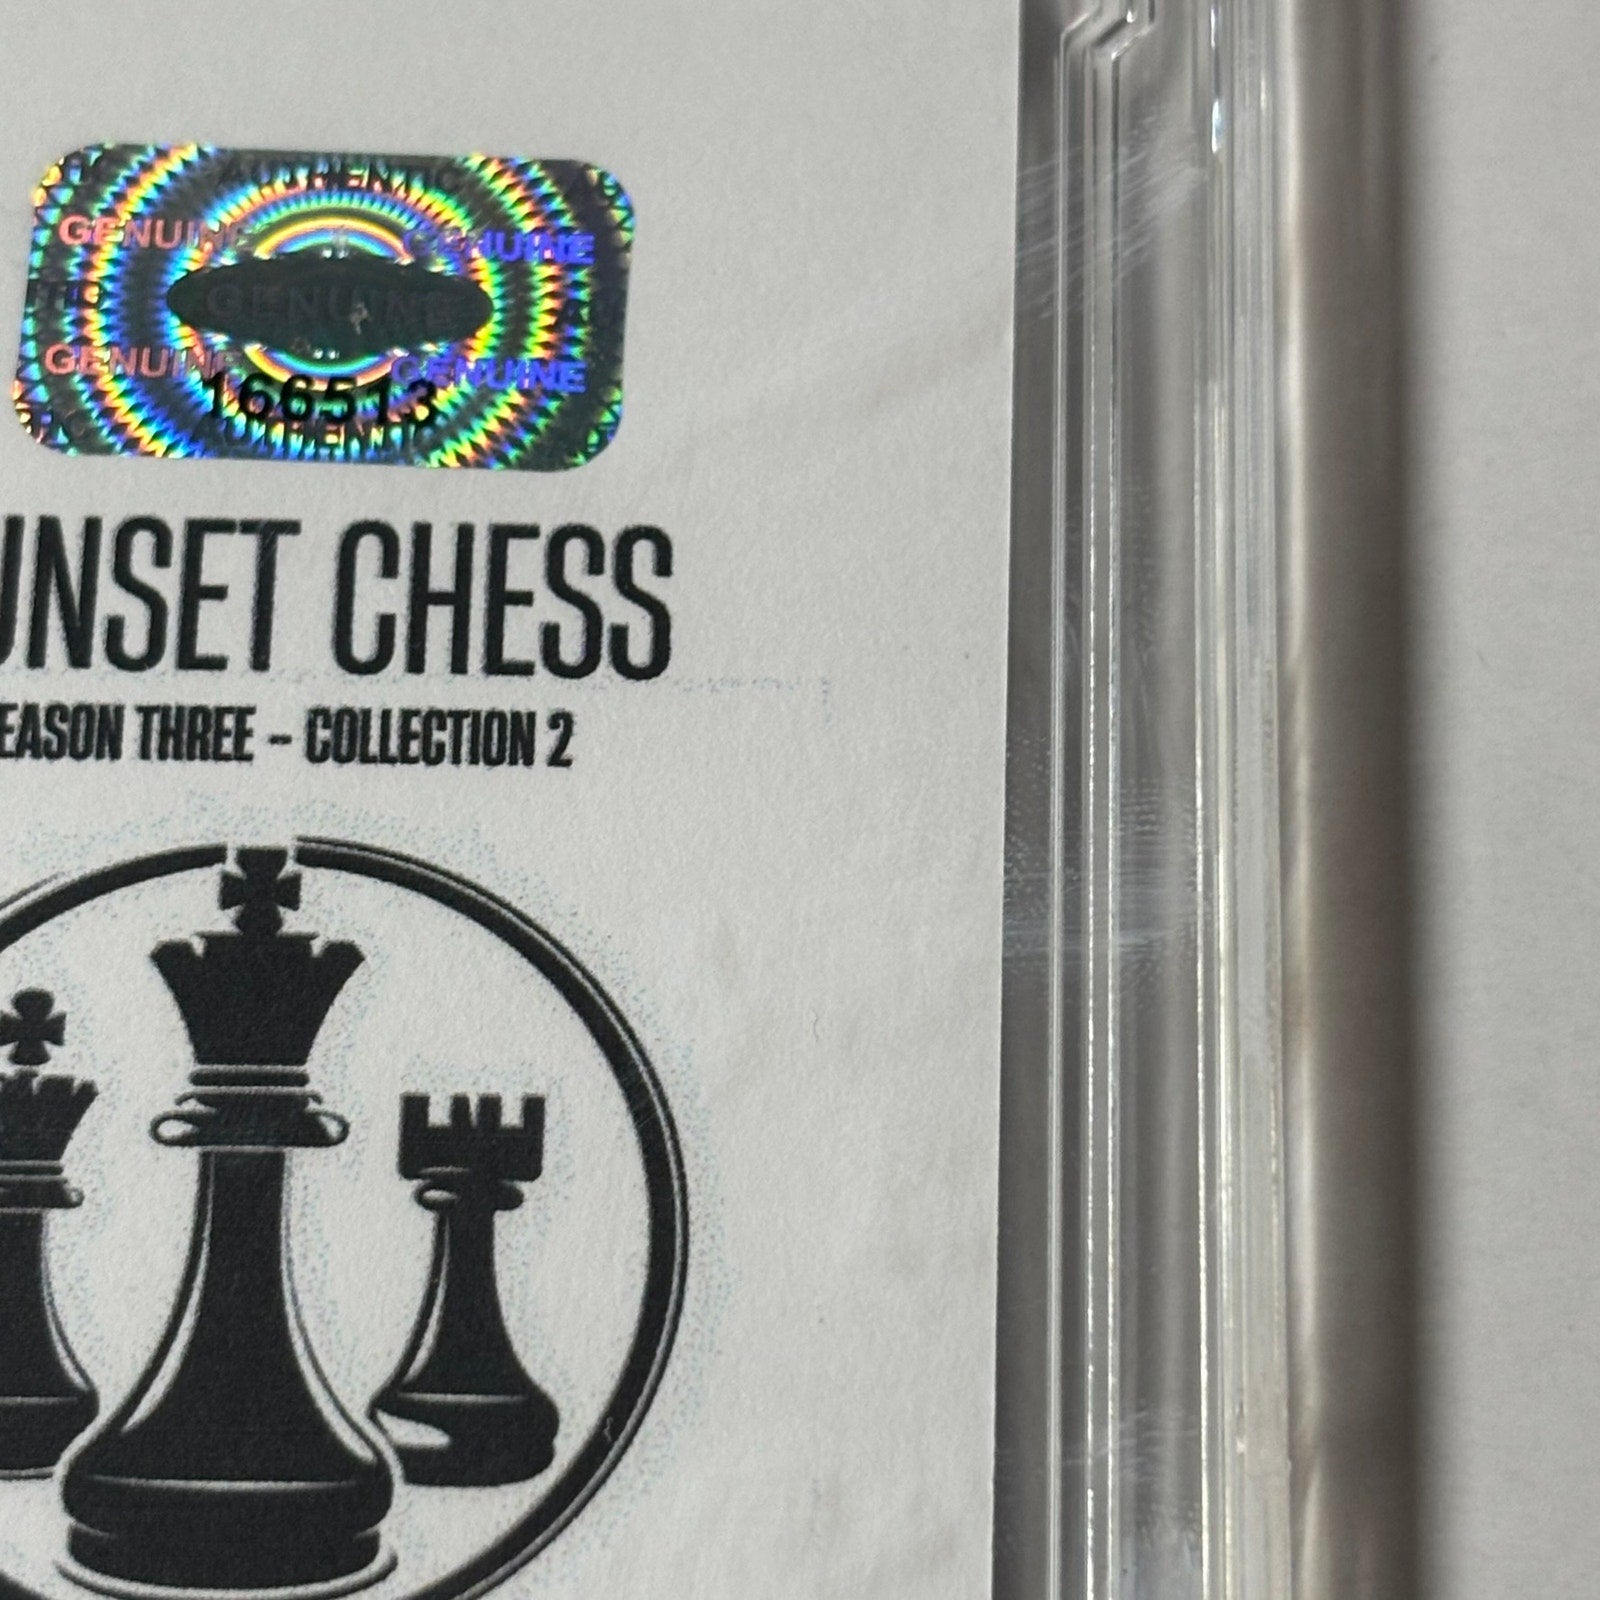 AUTHENTIC
GENUINE GENUINE
GENUINE
GENUINE GENUINE
166513
AUTHENTIC
UNSET CHESS
EASON THREE - COLLECTION 2